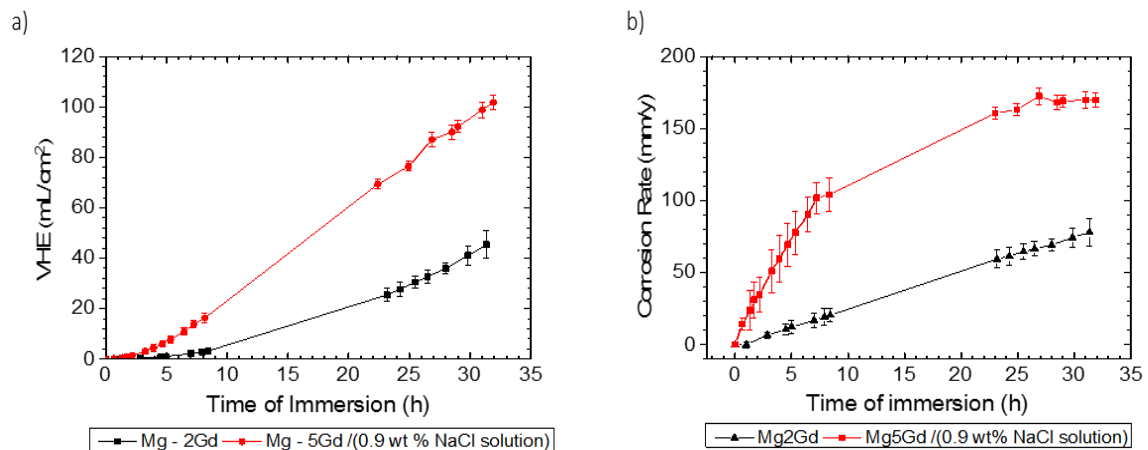 a)
VHE (mL/cm²)
120
100
80
60
40
20
0
0 5 10 15 20 25 30 35
Time of Immersion (h)
Mg - 2Gd Mg - 5Gd /(0.9 wt % NaCl solution)
b)
Corrosion Rate (mm/y)
200
150
100
50
0
0 5 10 15 20 25 30 35
Time of immersion (h)
Mg2Gd Mg5Gd /(0.9 wt% NaCl solution)